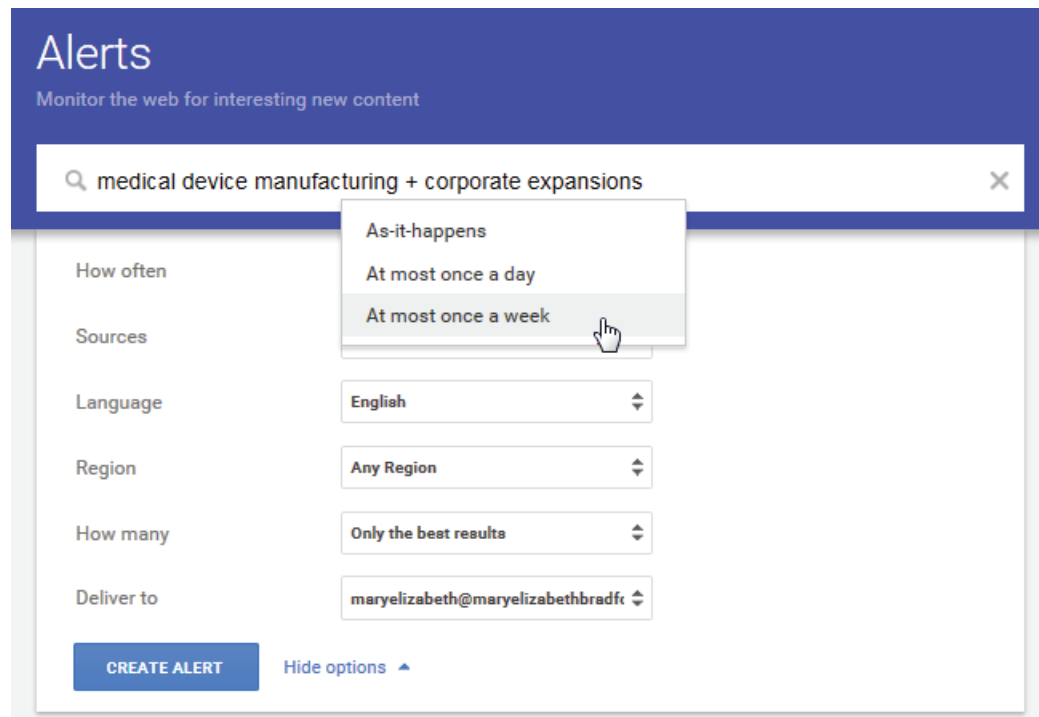 Alerts
Monitor the web for interesting new content
medical device manufacturing + corporate expansions
As-it-happens
How often
At most once a day
At most once a week
Sources
Language English
Region Any Region
How many Only the best results
Deliver to maryelizabeth@maryelizabethbradfc
CREATE ALERT Hide options